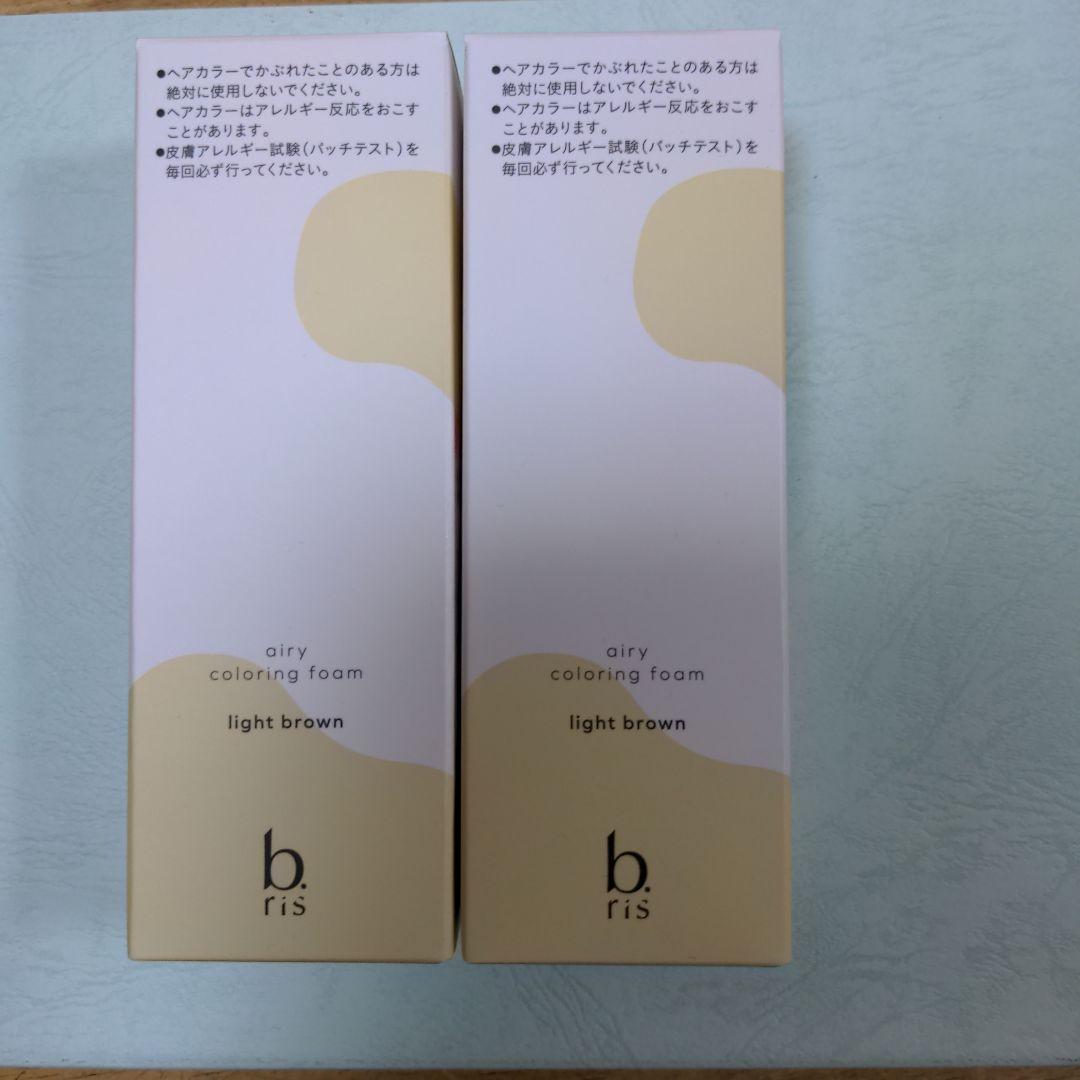 ●ヘアカラーでかぶれたことのある方は
絶対に使用しないでください。
●ヘアカラーはアレルギー反応をおこす
ことがあります。
●皮膚アレルギー試験(パッチテスト)を
毎回必ず行ってください。
airy
coloring foam
light brown
b.
ris
●ヘアカラーでかぶれたことのある方は
絶対に使用しないでください。
●ヘアカラーはアレルギー反応をおこす
ことがあります。
●皮膚アレルギー試験(パッチテスト)を
毎回必ず行ってください。
airy
coloring foam
light brown
b.
ris